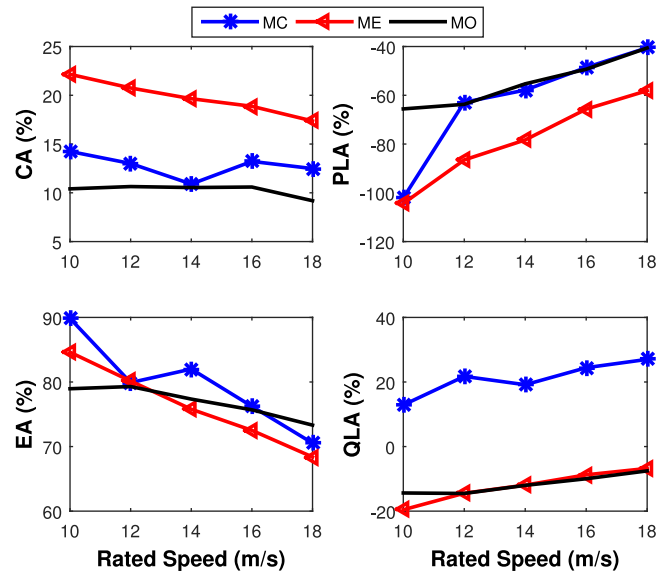 MC ME MO
25
20
15
10
5
CA (%)
10 12 14 16 18
-40
-60
-80
-100
-120
PLA (%)
10 12 14 16 18
90
80
70
60
EA (%)
10 12 14 16 18
Rated Speed (m/s)
40
20
0
-20
QLA (%)
10 12 14 16 18
Rated Speed (m/s)